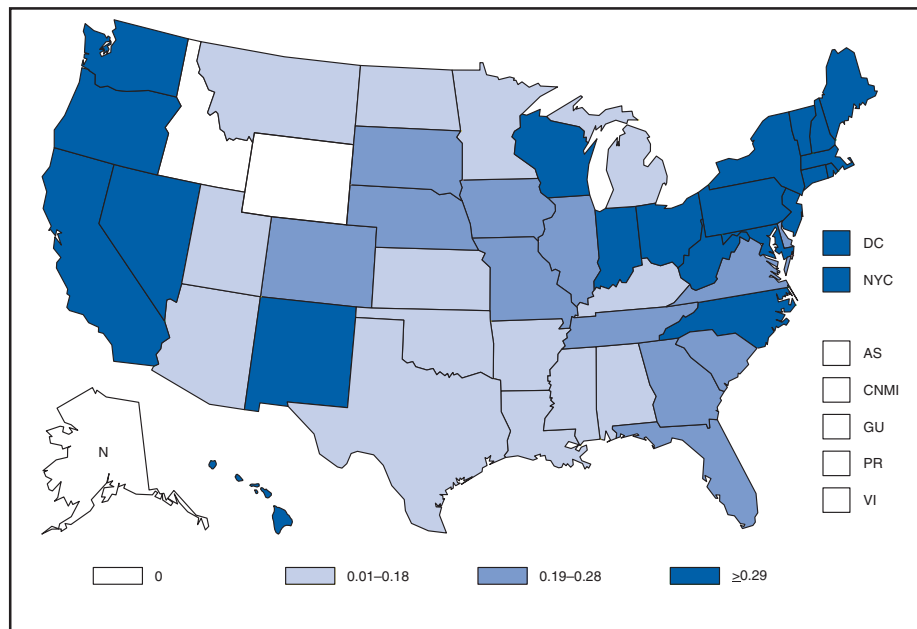 DC
NYC
AS
CNMI
GU
PR
VI
N
0
0.01–0.18
0.19–0.28
≥0.29